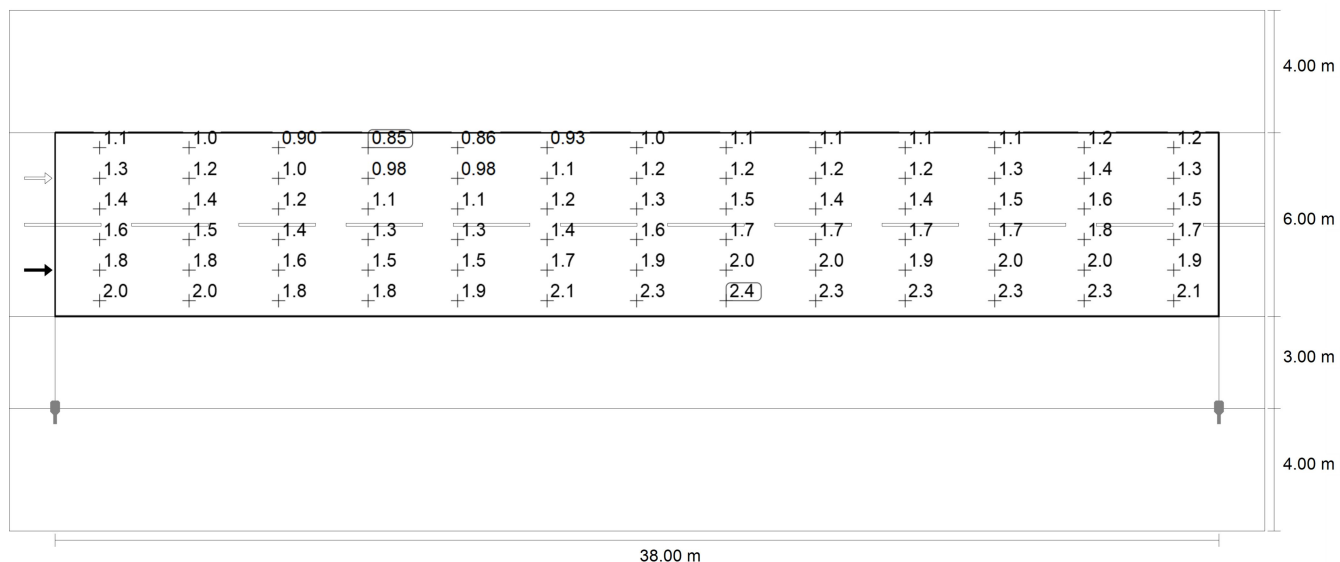 4.00 m
1.1 1.0 0.90 0.85 0.86 0.93 1.0 1.1 1.1 1.1 1.1 1.2 1.2
1.3 1.2 1.0 0.98 0.98 1.1 1.2 1.2 1.2 1.2 1.3 1.4 1.3
1.4 1.4 1.2 1.1 1.1 1.2 1.3 1.5 1.4 1.4 1.5 1.6 1.5
6.00 m
1.6 1.5 1.4 1.3 1.3 1.4 1.6 1.7 1.7 1.7 1.7 1.8 1.7
1.8 1.8 1.6 1.5 1.5 1.7 1.9 2.0 2.0 1.9 2.0 2.0 1.9
2.0 2.0 1.8 1.8 1.9 2.1 2.3 2.4 2.3 2.3 2.3 2.3 2.1
3.00 m
4.00 m
38.00 m